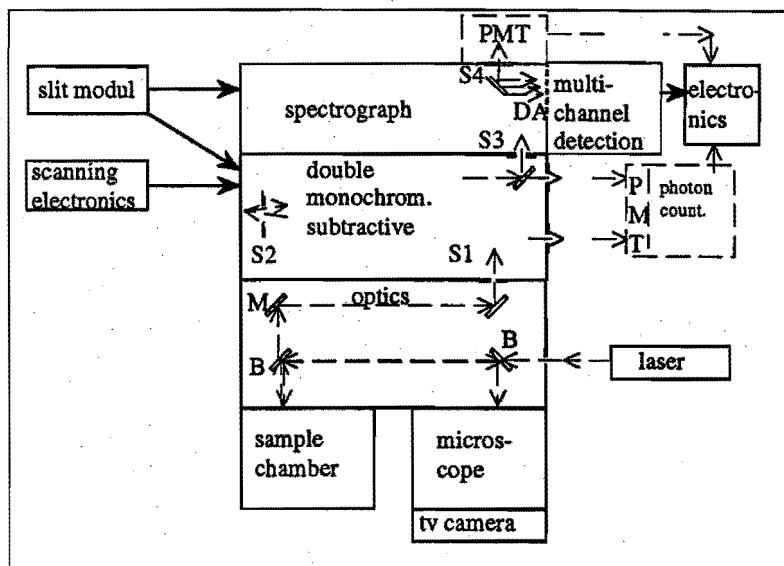 PMT
slit modul
S4
spectrograph
DA
multi-
channel
detection
electro-
nics
S3
scanning
electronics
double
monochrom.
subtractive
P
M
T
photon
count.
S2
S1
M
optics
B
B
laser
sample
chamber
micros-
cope
tv camera